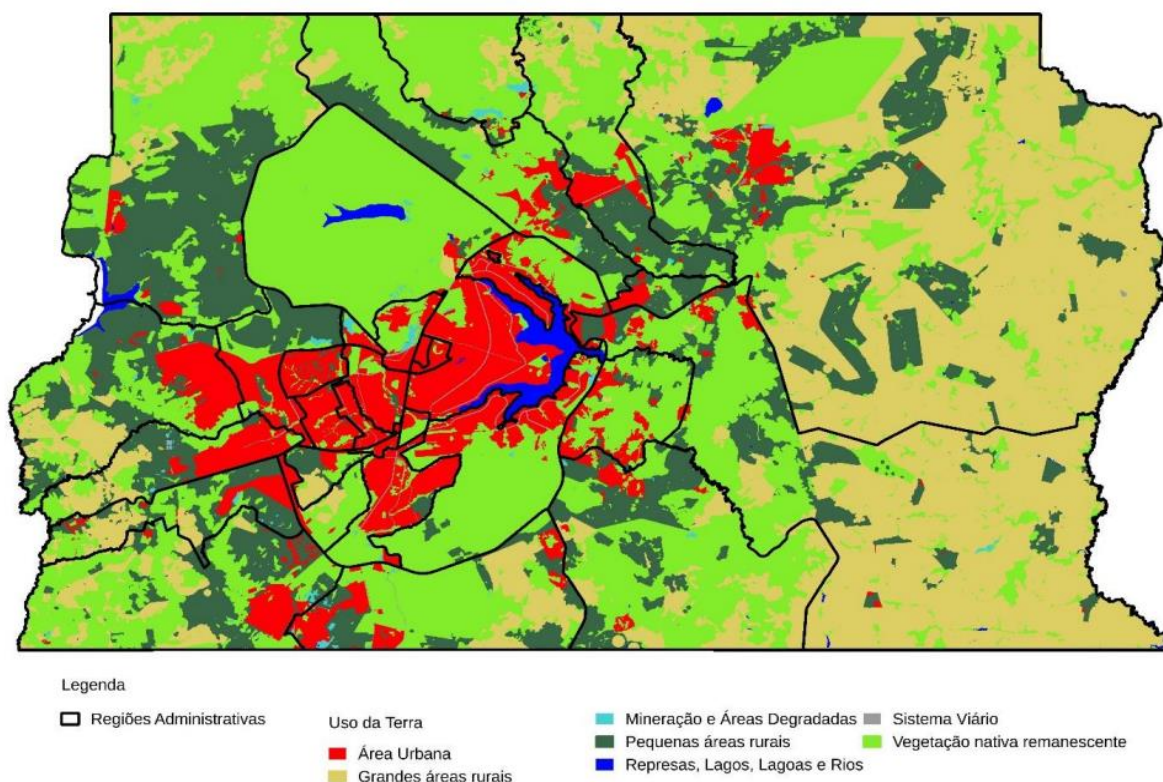 Legenda
Regiões Administrativas
Uso da Terra
Área Urbana
Grandes áreas rurais
Mineração e Áreas Degradadas
Pequenas áreas rurais
Represas, Lagos, Lagoas e Rios
Sistema Viário
Vegetação nativa remanescente